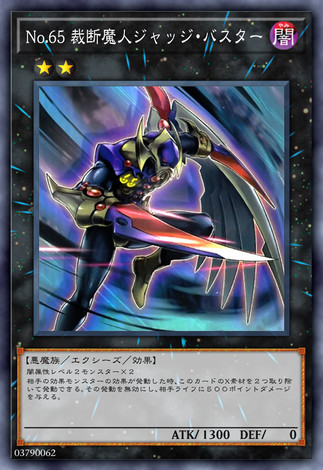 No.65 裁断魔人ジャッジ・バスター
闇
やみ
【悪魔族/エクシーズ/効果】
闇属性レベル2モンスター×2
相手の効果モンスターの効果が発動した時、このカードのX素材を2つ取り除
いて発動できる。その発動を無効にし、相手ライフに500ポイントダメージ
を与える。
ATK/ 1300 DEF/ 0
03790062